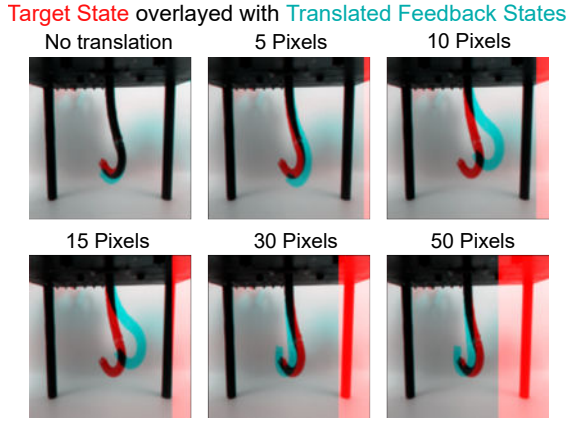 Target State overlayed with Translated Feedback States
No translation 5 Pixels 10 Pixels
15 Pixels 30 Pixels 50 Pixels